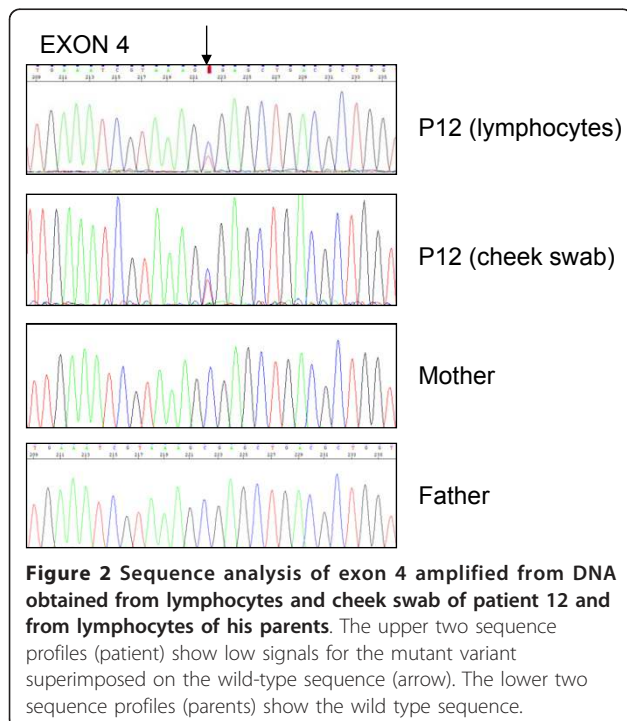 EXON 4
P12 (lymphocytes)
P12 (cheek swab)
Mother
Father
Figure 2 Sequence analysis of exon 4 amplified from DNA
obtained from lymphocytes and cheek swab of patient 12 and
from lymphocytes of his parents. The upper two sequence
profiles (patient) show low signals for the mutant variant
superimposed on the wild-type sequence (arrow). The lower two
sequence profiles (parents) show the wild type sequence.